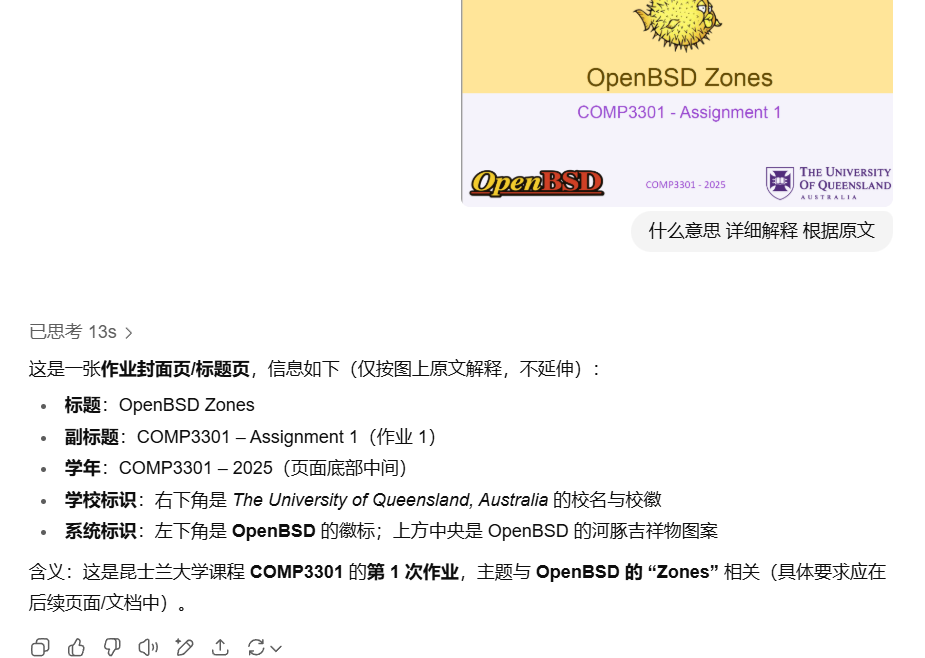 OpenBSD Zones
COMP3301 - Assignment 1
OpenBSD
COMP3301 - 2025
THE UNIVERSITY
OF QUEENSLAND
AUSTRALIA
什么意思 详细解释 根据原文
已思考 13s
这是一张作业封面页/标题页，信息如下（仅按图上原文解释，不延伸）：
标题：OpenBSD Zones
副标题：COMP3301 – Assignment 1（作业 1）
学年：COMP3301 – 2025（页面底部中间）
学校标识：右下角是 The University of Queensland, Australia 的校名与校徽
系统标识：左下角是 OpenBSD 的徽标；上方中央是 OpenBSD 的河豚吉祥物图案
含义：这是昆士兰大学课程 COMP3301 的第 1 次作业，主题与 OpenBSD 的 “Zones” 相关（具体要求应在
后续页面/文档中）。